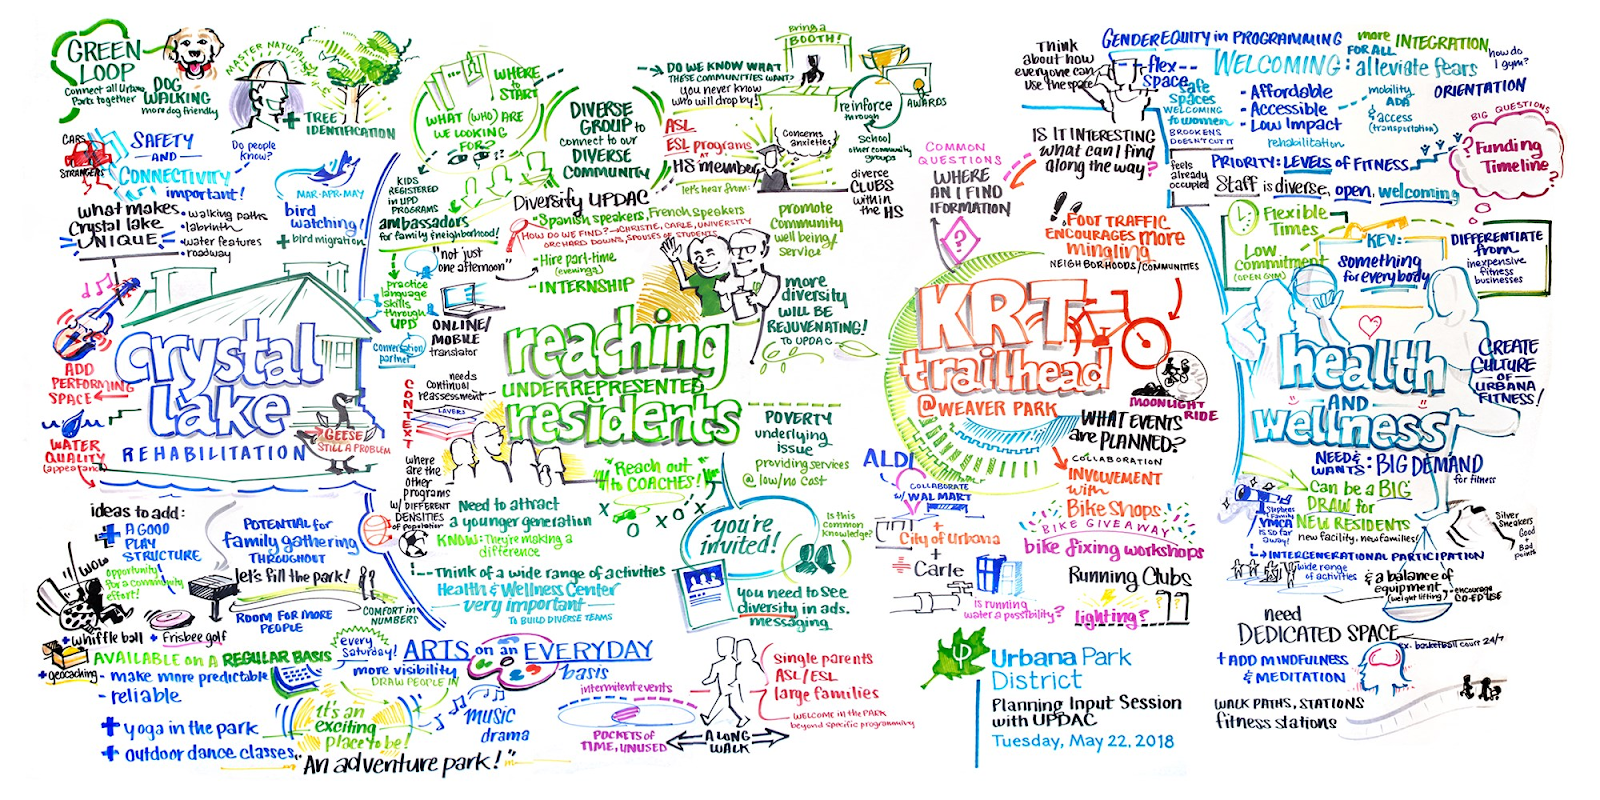 GREEN
LOOP
Connect all Urbana
Parks together
DOG
WALKING
more dog friendly
MASTER NATURALISTS
+ TREE
IDENTIFICATION
Do people
know?
CARS
STRANGERS
SAFETY
— AND —
CONNECTIVITY
important!
MAR-APR-MAY
bird
watching!
+ bird migration
what makes
Crystal lake
UNIQUE
• walking paths
• labyrinth
• water features
• roadway
ADD
PERFORMING
SPACE
WATER
QUALITY
(appearance)
crystal
lake
REHABILITATION
GEESE
STILL A PROBLEM
ideas to add:
+ A GOOD
PLAY
STRUCTURE
WOW
opportunity
for a community
effort!
POTENTIAL for
family gathering
THROUGHOUT
let's fill the park!
ROOM FOR MORE
PEOPLE
COMFORT in
NUMBERS
+ whiffle ball + Frisbee golf
+ geocaching
AVAILABLE on A REGULAR BASIS
- make more predictable
- reliable
+ yoga in the park
+ outdoor dance classes
every
Saturday!
more visibility
DRAW PEOPLE IN
it's an
exciting
place to be!
"An adventure park!"
ARTS on an EVERYDAY
basis
music
drama
WHERE
to
START
WHAT (WHO) ARE
WE LOOKING
FOR?
KIDS
REGISTERED
in UPD
PROGRAMS
ambassadors
for family & neighborhood!
"not just
one afternoon"
practice
language
skills
through
UPD
conversation
partner
ONLINE/
MOBILE
translator
DIVERSE
GROUP to
connect to our
DIVERSE
COMMUNITY
Diversify UPDAC
- Spanish speakers, French speakers
HOW DO WE FIND? → CHRISTIE, CARLE, UNIVERSITY
ORCHARD DOWNS, SPOUSES OF STUDENTS
- Hire part-time
(evenings)
- INTERNSHIP
DO WE KNOW WHAT
THESE COMMUNITIES WANT?
you never know
who will drop by!
bring a
BOOTH!
ASL
ESL programs
AT
HS member
let's hear from:
Concerns
anxieties
reinforce
through
AWARDS
School
other community
groups
diverse
CLUBS
within
the HS
promote
Community
well being/
service
more
diversity
WILL BE
REJUVENATING!
to UPDAC
reaching
UNDERREPRESENTED
residents
needs
continual
reassessment
CONTEXT
LAYERS
where
are the
other
programs
w/ DIFFERENT
DENSITIES
of population
"Reach out
to COACHES!"
Need to attract
a younger generation
KNOW: They're making a
difference
- Think of a wide range of activities
Health & Wellness Center
very important
TO BUILD DIVERSE TEAMS
POVERTY
underlying
issue
providing services
@ low/no cost
you're
invited!
Is this
common
knowledge?
you need to see
diversity in ads.
messaging
intermittent events
POCKETS of
TIME, UNUSED
A LONG
WALK
single parents
ASL/ESL
large families
WELCOME in the PARK
beyond specific programming
COMMON
QUESTIONS
WHERE
AN I FIND
IFORMATION
?
Think
about how
everyone can
use the space
IS IT INTERESTING
what can I find
along the way?
FOOT TRAFFIC
ENCOURAGES more
mingling
NEIGHBORHOODS/COMMUNITIES
KRT
trailhead
@ WEAVER PARK
MOONLIGHT
RIDE
WHAT EVENTS
are PLANNED?
COLLABORATION
ALDI
COLLABORATE
w/ WALMART
+
City of Urbana
+
Carle
IS running
water a possibility?
INVOLVEMENT
with
Bike Shops
BIKE GIVEAWAY
bike fixing workshops
Running Clubs
lighting?
Urbana Park
District
Planning Input Session
with UPDAC
Tuesday, May 22, 2018
GENDER EQUITY in PROGRAMMING
flex
space
safe
spaces
WELCOMING
to women
BROOKENS
DOESN'T CUT IT
feels
already
occupied
more INTEGRATION
FOR ALL
WELCOMING: alleviate fears
how do
I gym?
ORIENTATION
• Affordable
• Accessible
• Low Impact
mobility
ADA
& access
(transportation)
rehabilitation
PRIORITY: LEVELS of FITNESS
Staff is diverse, open, welcoming
BIG QUESTIONS
Funding
Timeline?
Flexible
Times
Low
Commitment
(OPEN GYM)
KEY:
something
for everybody
DIFFERENTIATE
from
inexpensive
fitness
businesses
health
AND
wellness
CREATE
CULTURE
OF
URBANA
FITNESS!
NEED &
WANTS: BIG DEMAND
for fitness
Can be a BIG
DRAW for
NEW RESIDENTS
new facility, new families!
Stephens
Family
YMCA
is so far
away!
Silver
Sneakers
Good
+
Bad
points
INTERGENERATIONAL PARTICIPATION
wide range
of activities
& a balance of
equipment
(weight lifting)
encourage
CO-ED USE
need
DEDICATED SPACE
ex. basketball court 24/7
+ ADD MINDFULNESS
& MEDITATION
WALK PATHS, STATIONS
fitness stations